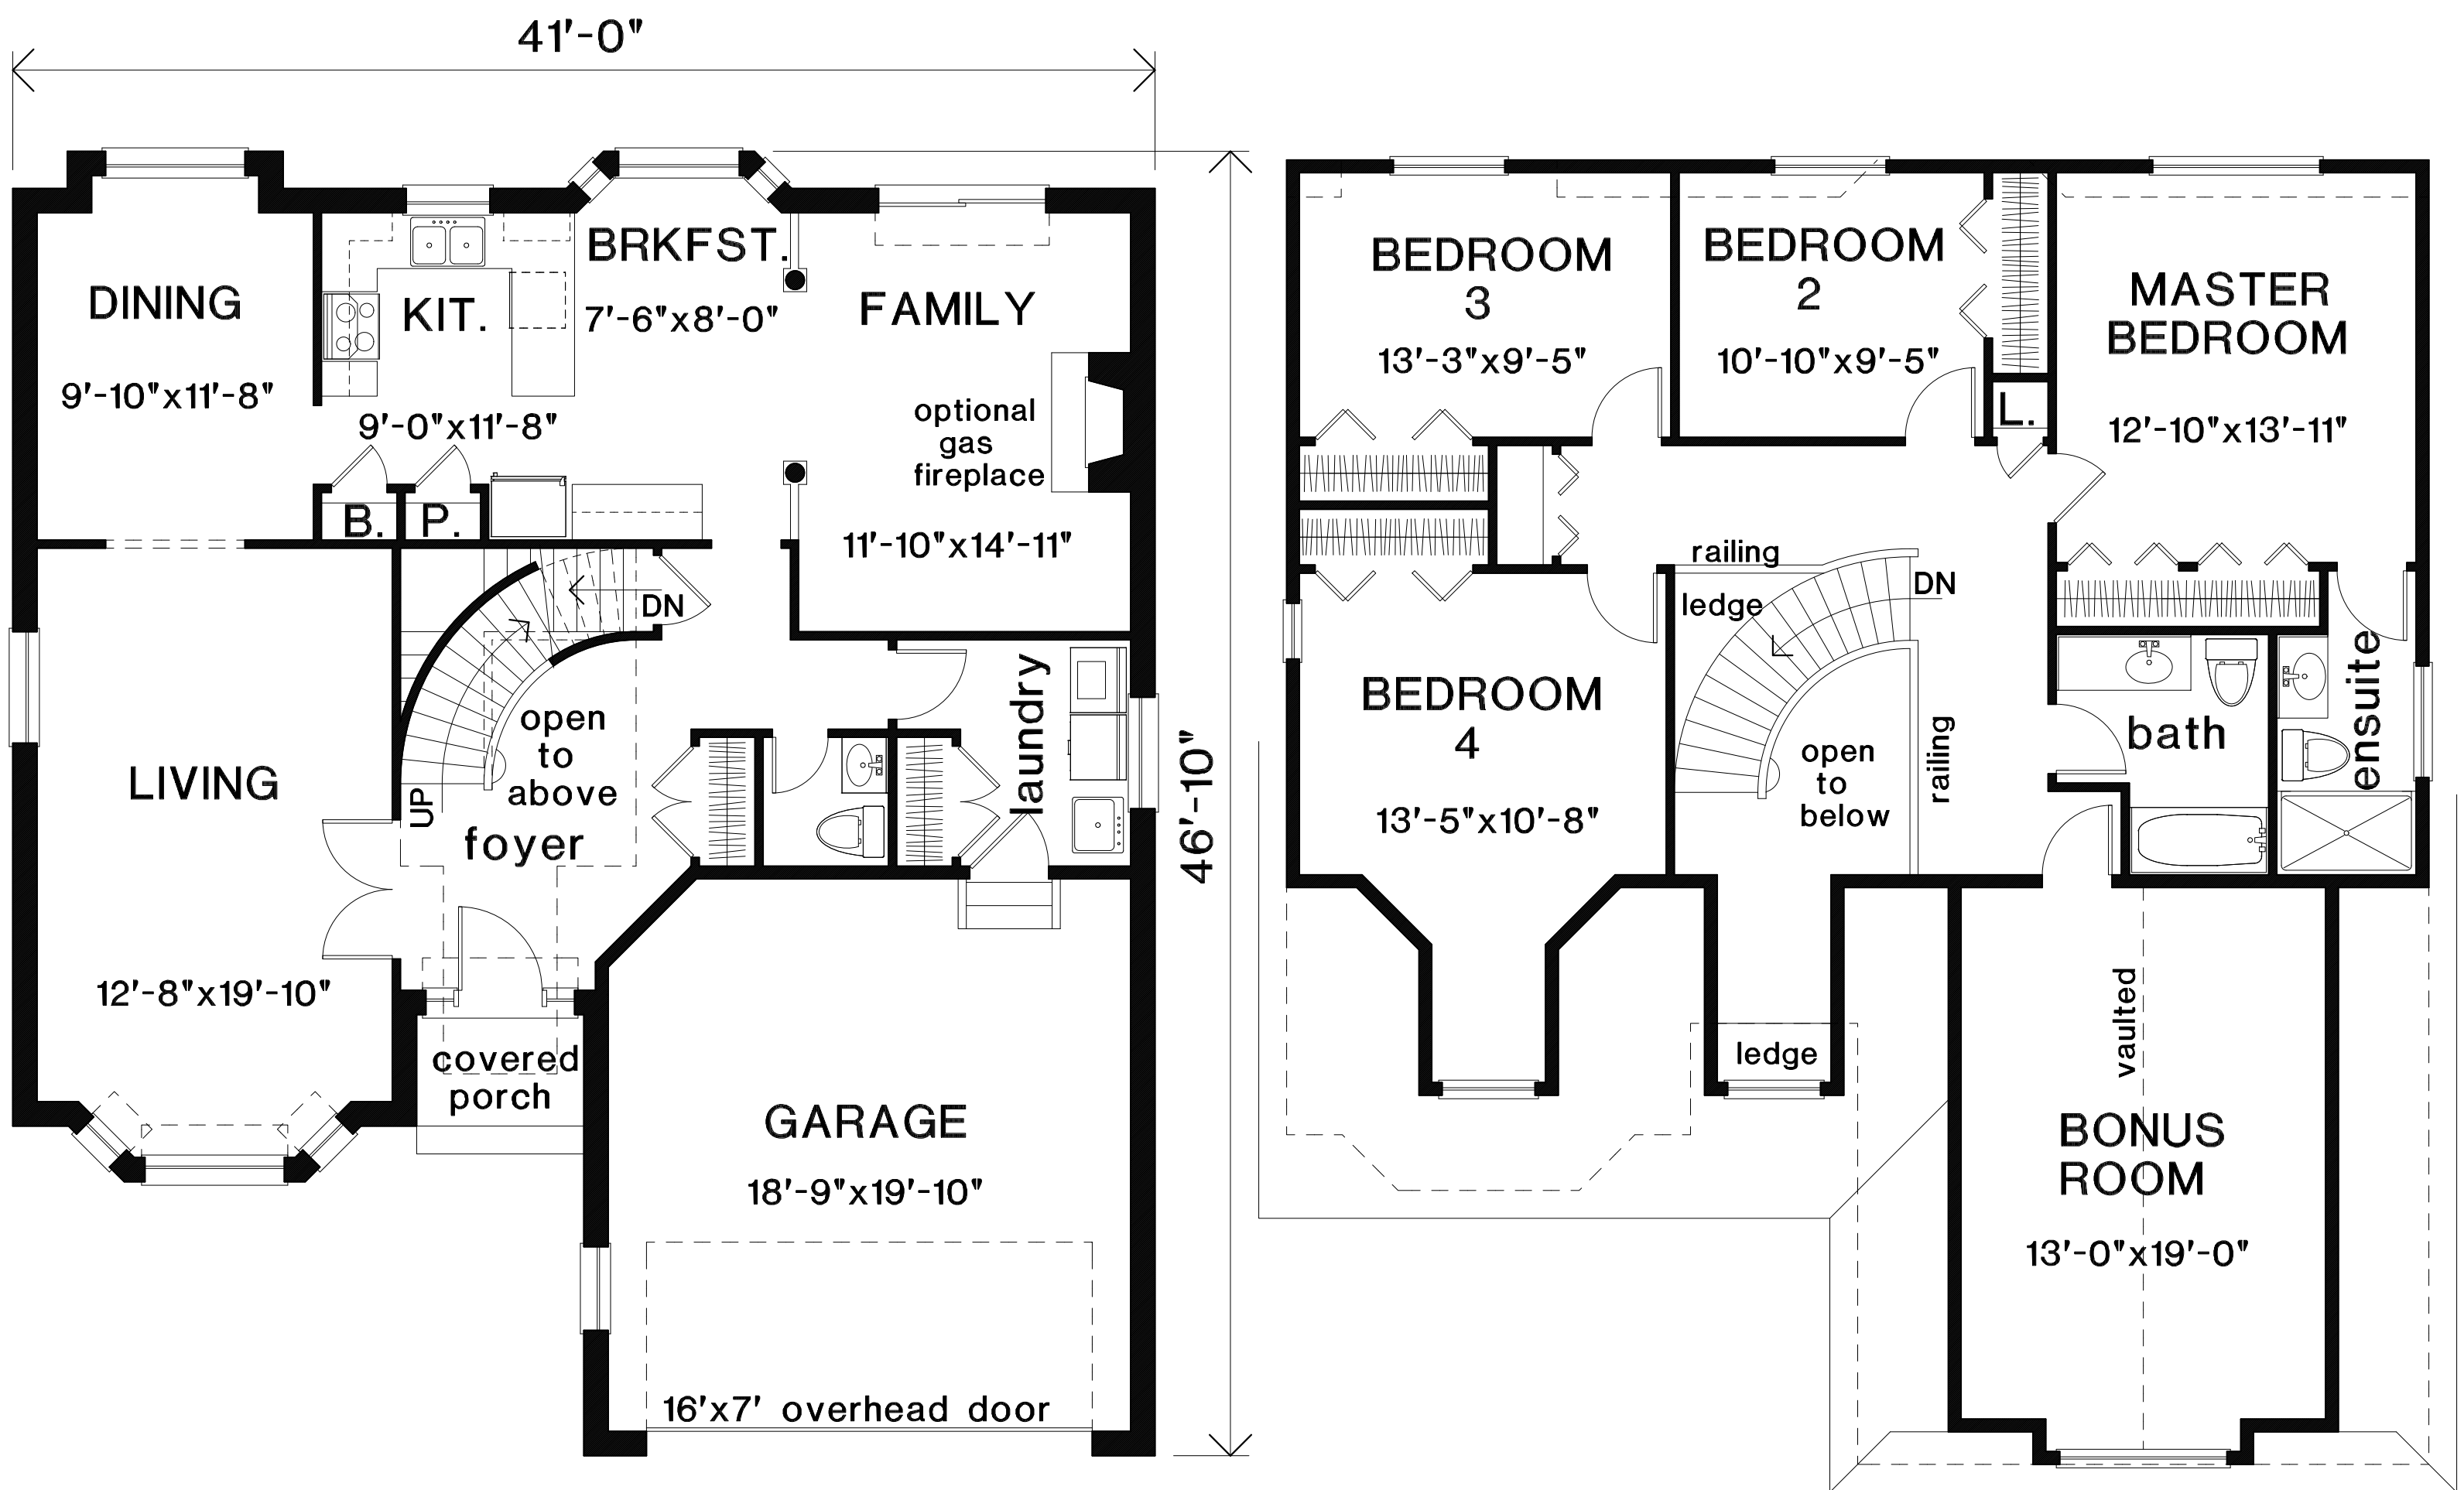 41'-0"
DINING
9'-10"x11'-8"
KIT.
9'-0"x11'-8"
BRKFST.
7'-6"x8'-0"
FAMILY
optional
gas
fireplace
11'-10"x14'-11"
B.
P.
DN
UP
open
to
above
foyer
laundry
LIVING
12'-8"x19'-10"
covered
porch
GARAGE
18'-9"x19'-10"
16'x7' overhead door
46'-10"
BEDROOM
3
13'-3"x9'-5"
BEDROOM
2
10'-10"x9'-5"
L.
MASTER
BEDROOM
12'-10"x13'-11"
railing
ledge
DN
BEDROOM
4
13'-5"x10'-8"
open
to
below
railing
bath
ensuite
ledge
vaulted
BONUS
ROOM
13'-0"x19'-0"